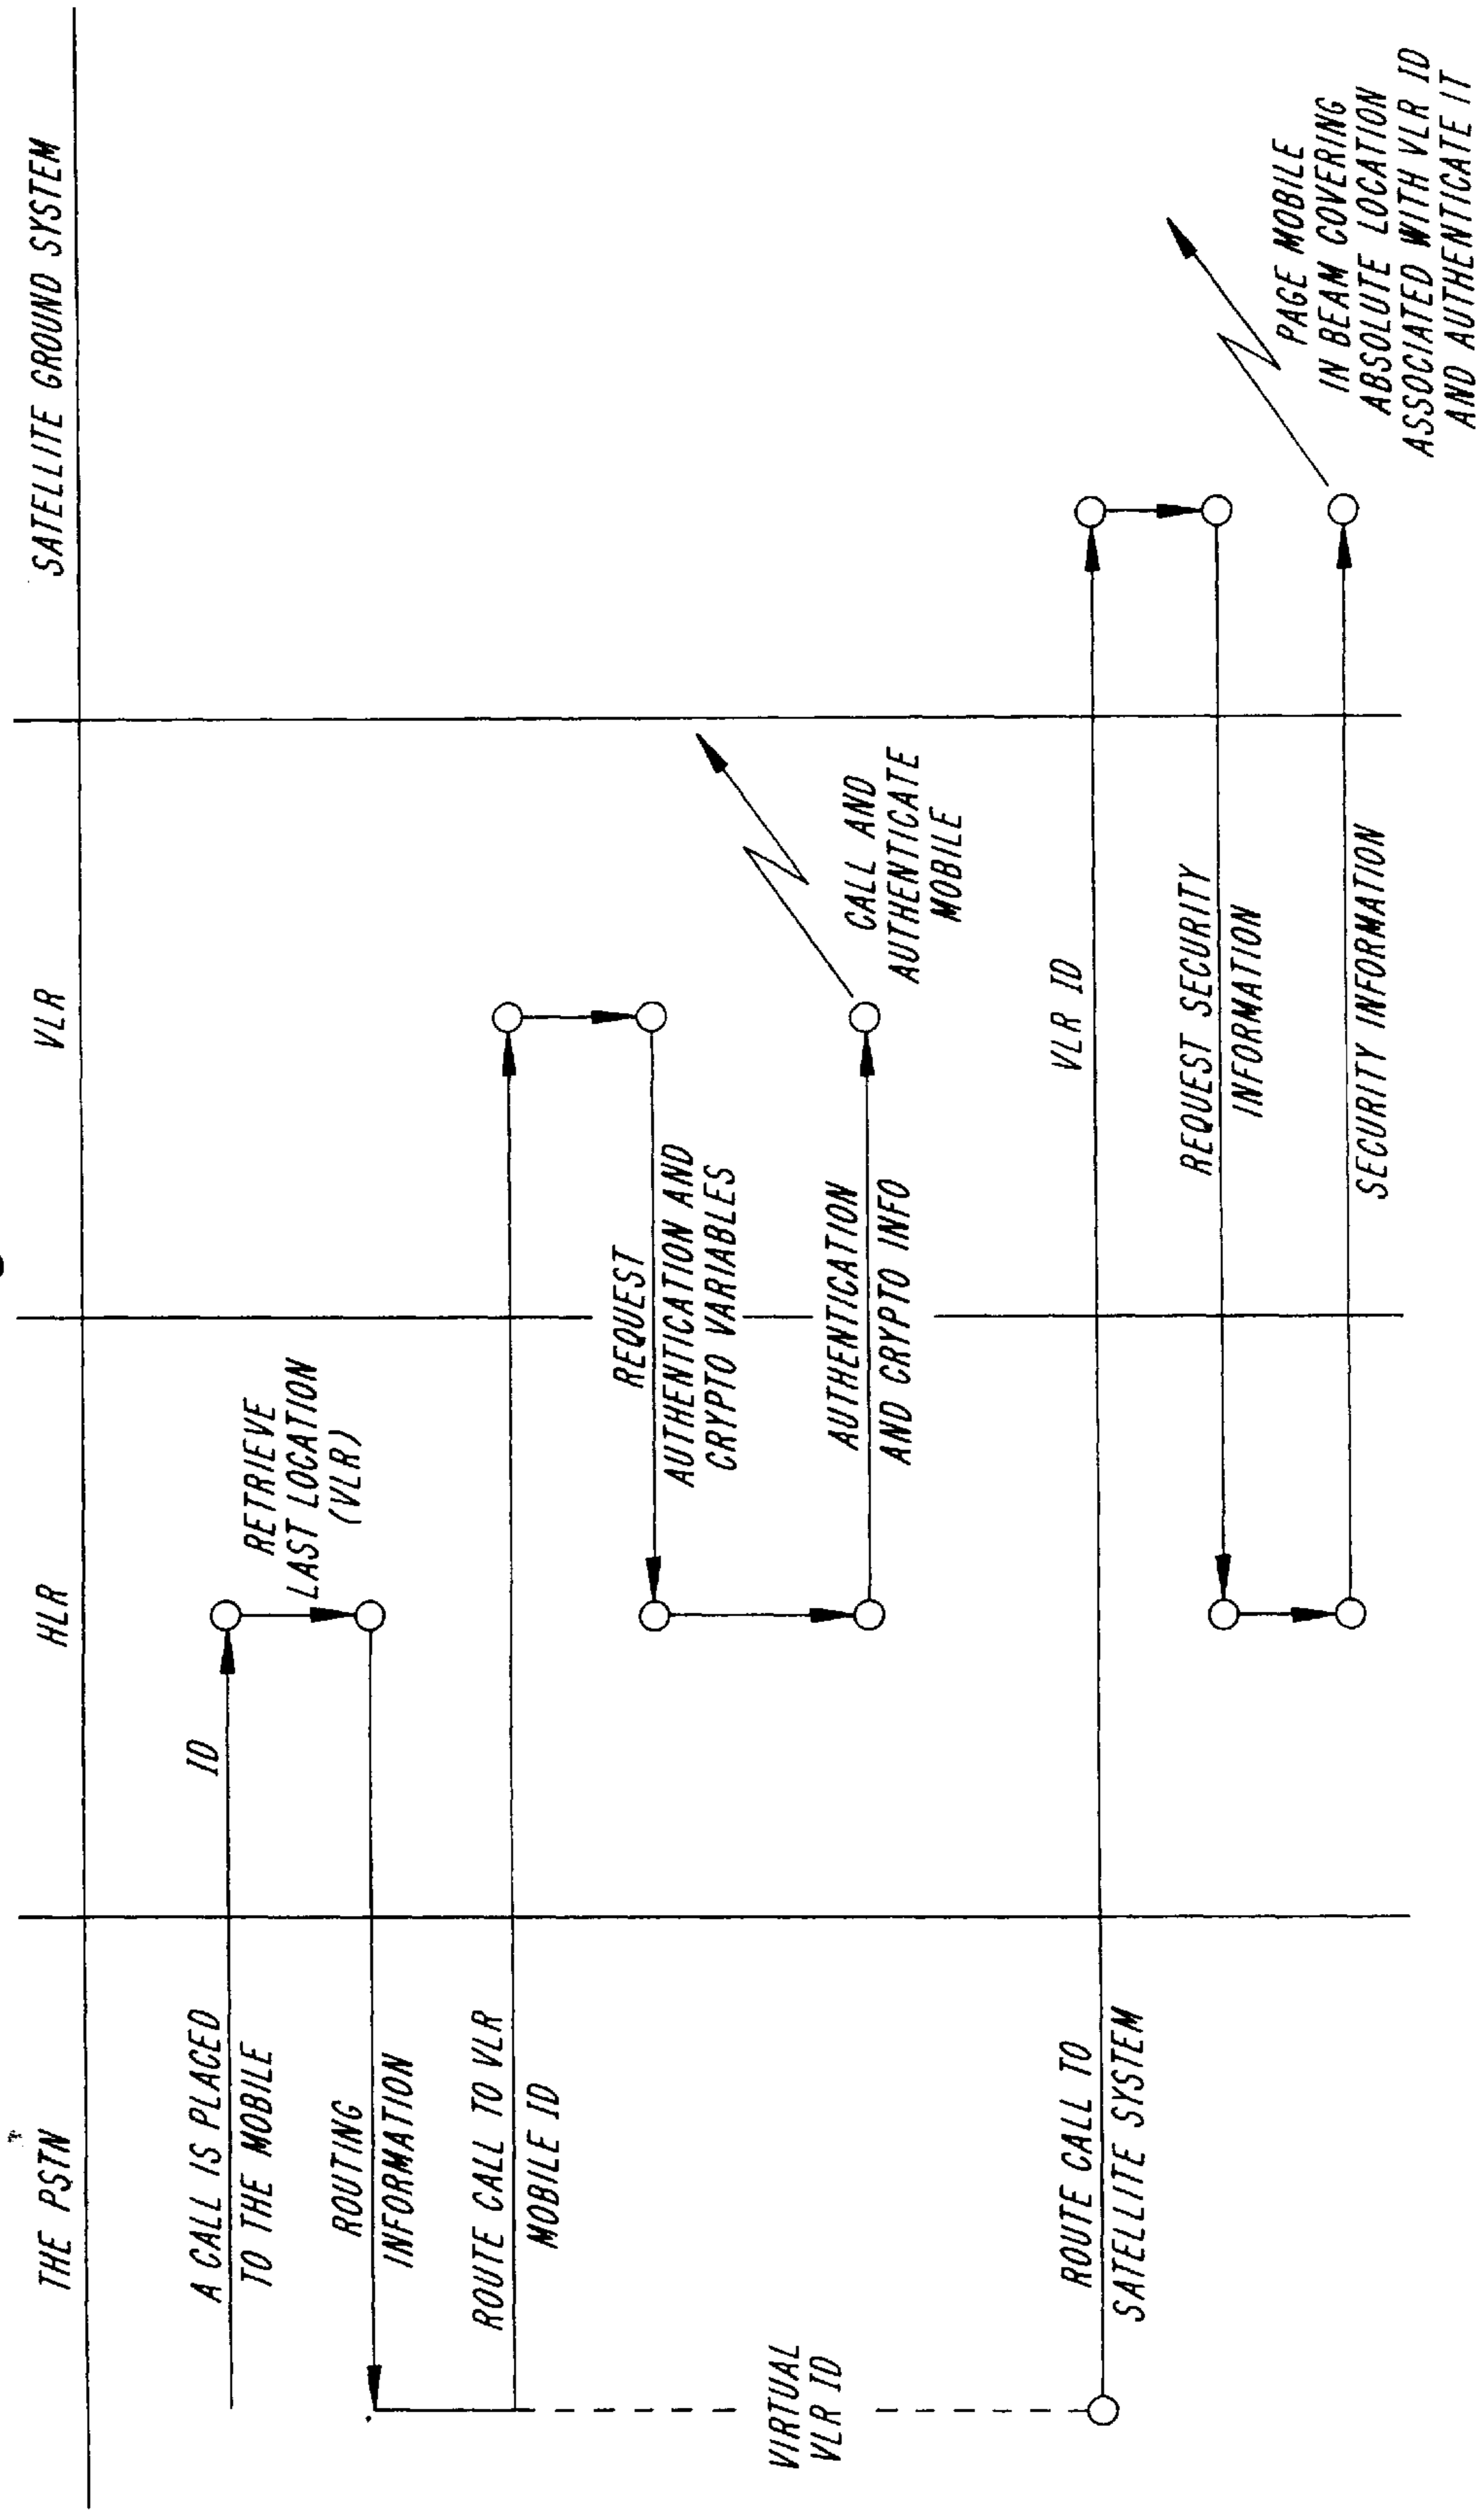 THE PSTN
HLR
VLR
SATELLITE GROUND SYSTEM
A CALL IS PLACED
TO THE MOBILE
ID
RETRIEVE
LAST LOCATION
(VLR)
ROUTING
INFORMATION
ROUTE CALL TO VLR
MOBILE ID
REQUEST
AUTHENTICATION AND
CRYPTO VARIABLES
AUTHENTICATION
AND CRYPTO INFO
CALL AND
AUTHENTICATE
MOBILE
VIRTUAL
VLR ID
ROUTE CALL TO
SATELLITE SYSTEM
VLR ID
REQUEST SECURITY
INFORMATION
SECURITY INFORMATION
PAGE MOBILE
IN BEAM COVERING
ABSOLUTE LOCATION
ASSOCIATED WITH VLR ID
AND AUTHENTICATE IT